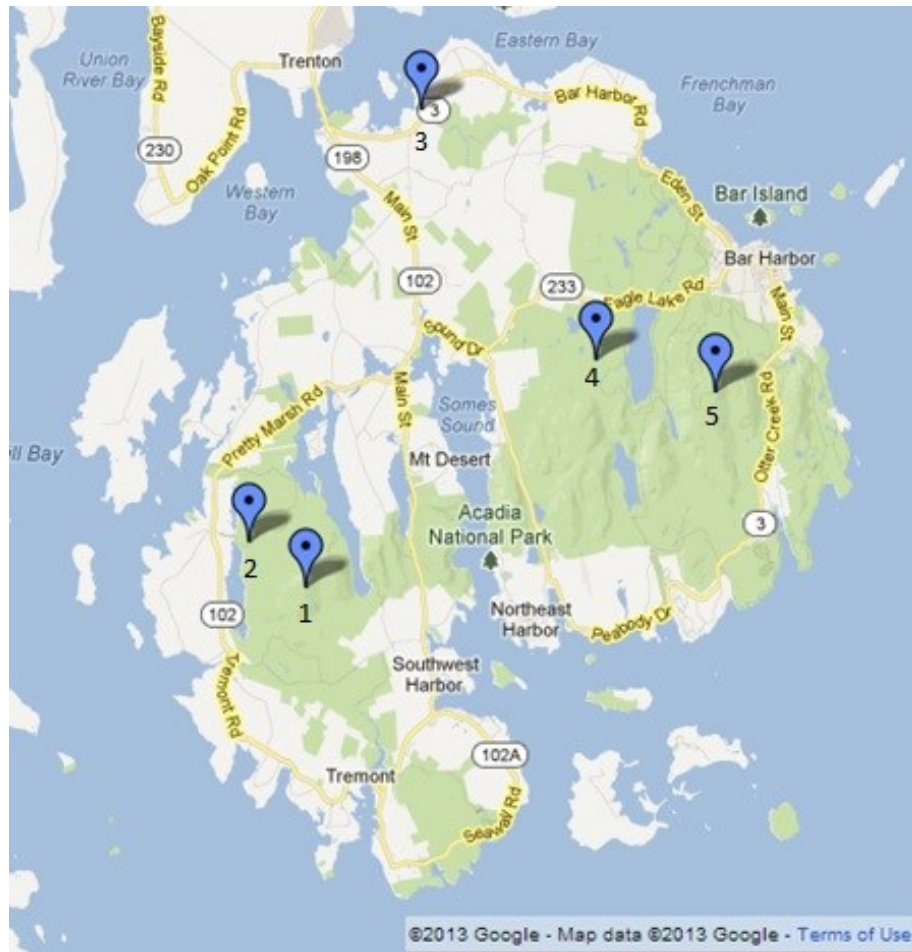 Eastern Bay
Union
River Bay
Trenton
Bayside Rd
Oak Point Rd
Bar Harbor Rd
Frenchman
Bay
3
3
230
198
Western
Bay
Main St
Eden St
Bar Island
Bar Harbor
102
233
Eagle Lake Rd
Main St
Sound Dr
4
5
Pretty Marsh Rd
Main St
Somes
Sound
Otter Creek Rd
ll Bay
Mt Desert
Acadia
National Park
3
2
1
102
Northeast
Harbor
Peabody Dr
Tremont Rd
Southwest
Harbor
102A
Tremont
Seawall Rd
©2013 Google - Map data ©2013 Google - Terms of Use